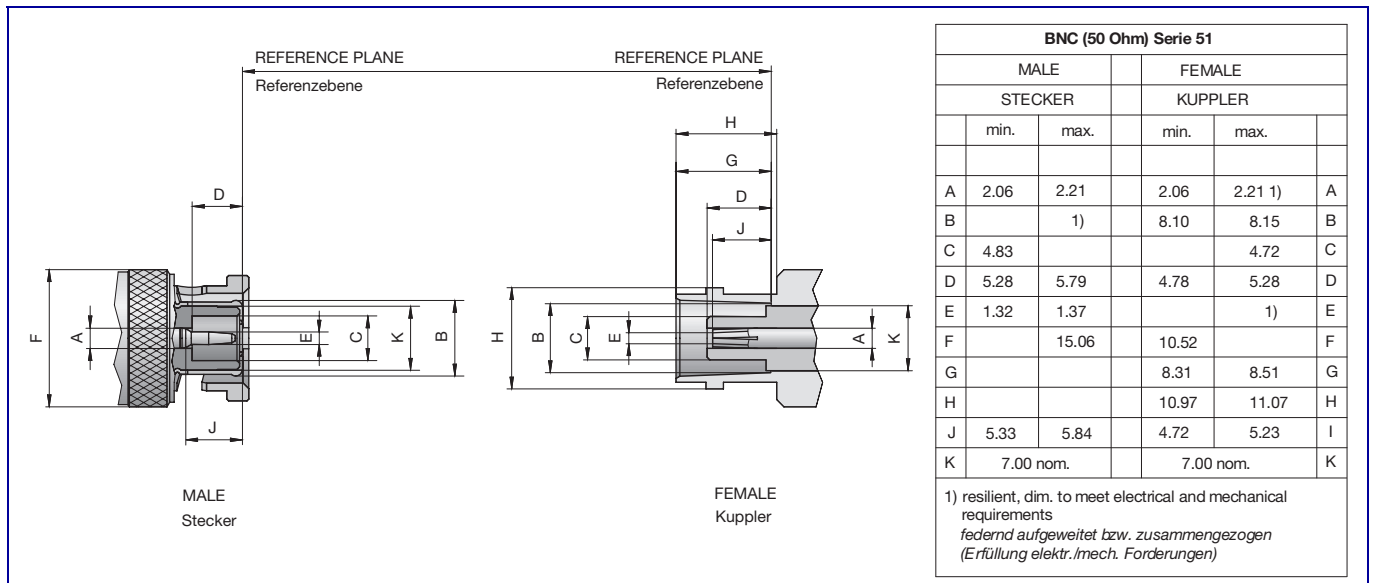 REFERENCE PLANE
Referenzebene
REFERENCE PLANE
Referenzebene
D
F
A
E
C
K
B
J
MALE
Stecker
H
G
D
J
H
B
C
E
A
K
FEMALE
Kuppler
BNC (50 Ohm) Serie 51
MALE FEMALE
STECKER KUPPLER
min. max. min. max.
A 2.06 2.21 2.06 2.21 1) A
B 1) 8.10 8.15 B
C 4.83 4.72 C
D 5.28 5.79 4.78 5.28 D
E 1.32 1.37 1) E
F 15.06 10.52 F
G 8.31 8.51 G
H 10.97 11.07 H
J 5.33 5.84 4.72 5.23 I
K 7.00 nom. 7.00 nom. K
1) resilient, dim. to meet electrical and mechanical
requirements
federnd aufgeweitet bzw. zusammengezogen
(Erfüllung elektr./mech. Forderungen)